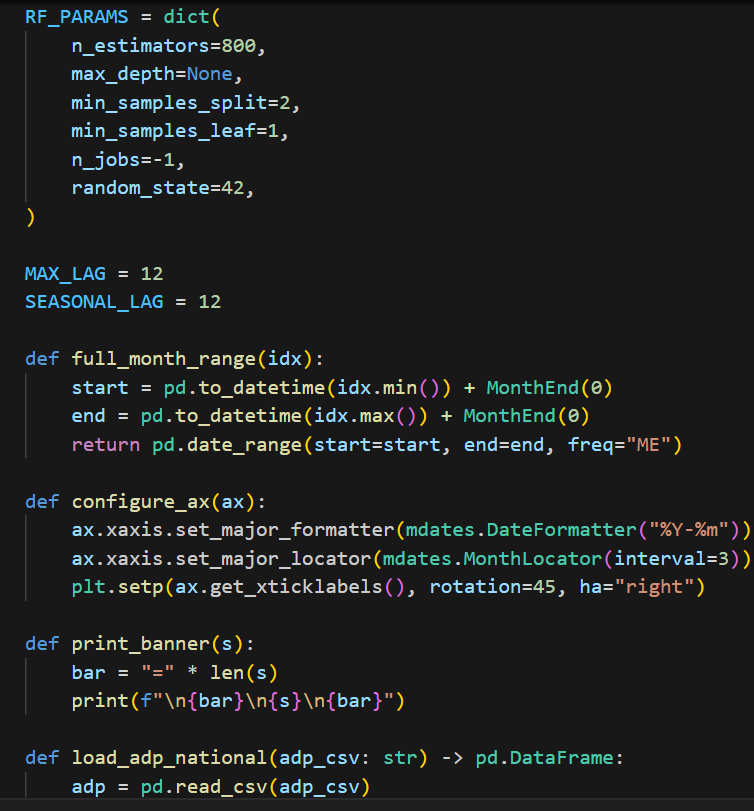 RF_PARAMS = dict(
    n_estimators=800,
    max_depth=None,
    min_samples_split=2,
    min_samples_leaf=1,
    n_jobs=-1,
    random_state=42,
)

MAX_LAG = 12
SEASONAL_LAG = 12

def full_month_range(idx):
    start = pd.to_datetime(idx.min()) + MonthEnd(0)
    end = pd.to_datetime(idx.max()) + MonthEnd(0)
    return pd.date_range(start=start, end=end, freq="ME")

def configure_ax(ax):
    ax.xaxis.set_major_formatter(mdates.DateFormatter("%Y-%m"))
    ax.xaxis.set_major_locator(mdates.MonthLocator(interval=3))
    plt.setp(ax.get_xticklabels(), rotation=45, ha="right")

def print_banner(s):
    bar = "=" * len(s)
    print(f"\n{bar}\n{s}\n{bar}")

def load_adp_national(adp_csv: str) -> pd.DataFrame:
    adp = pd.read_csv(adp_csv)